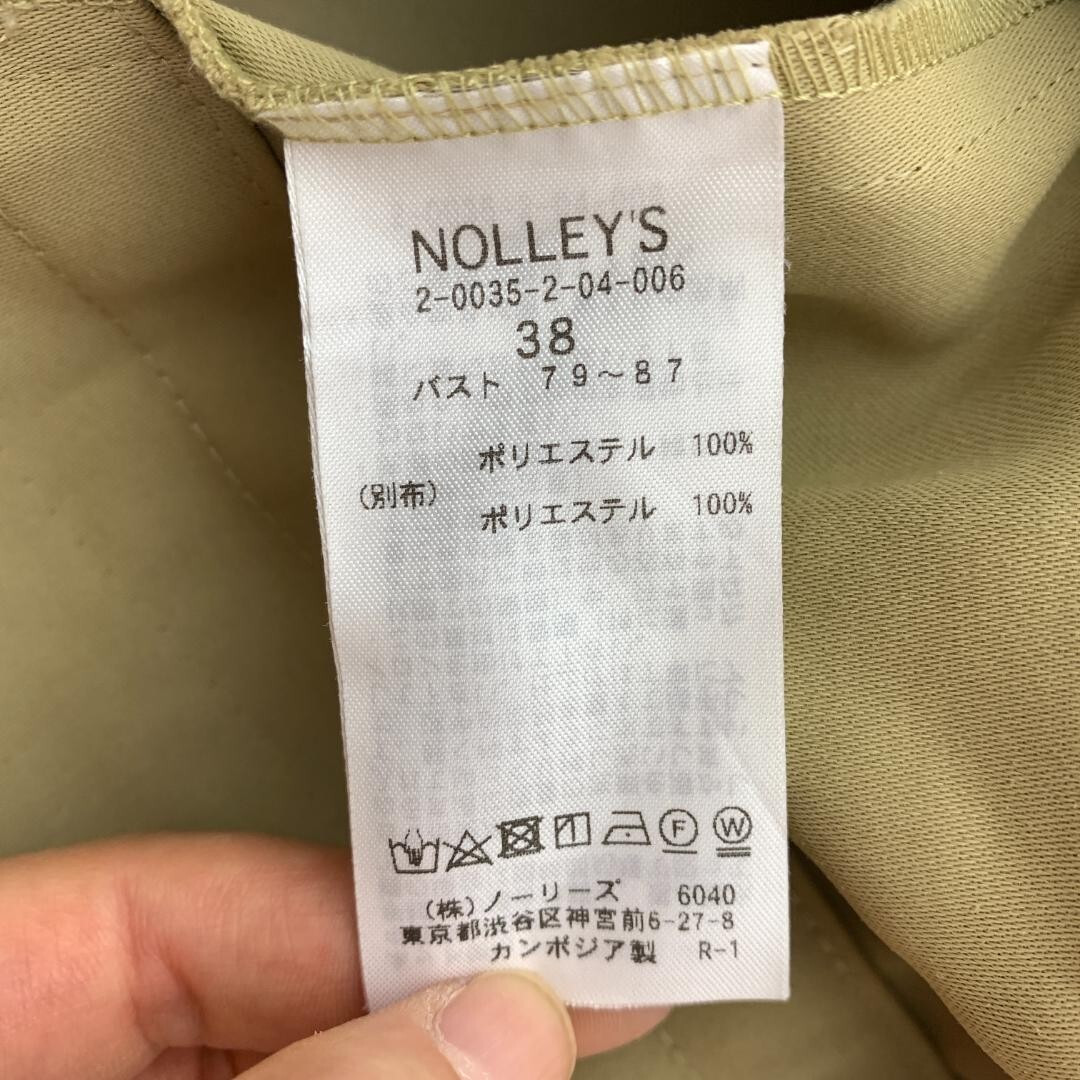 NOLLEY'S
2-0035-2-04-006
38
バスト 79〜87
ポリエステル 100%
(別布)
ポリエステル 100%
F W
(株)ノーリーズ 6040
東京都渋谷区神宮前6-27-8
カンボジア製 R-1